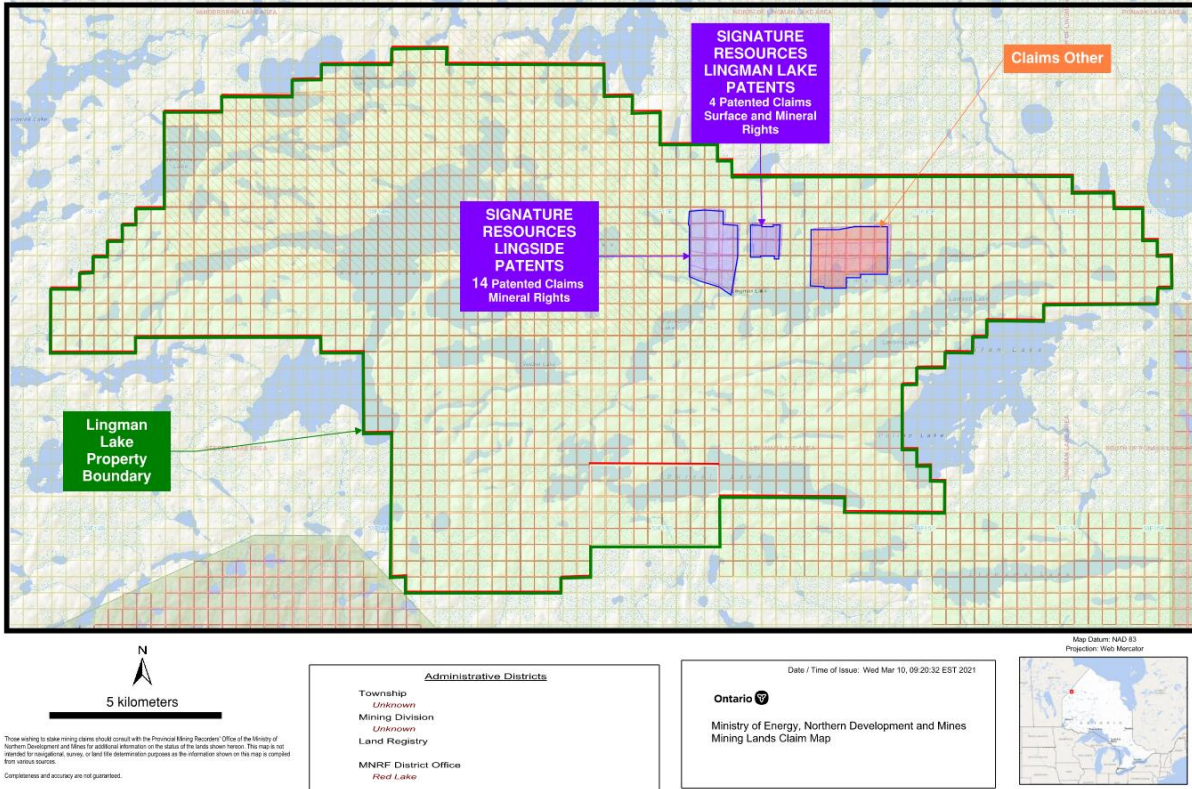 SIGNATURE
RESOURCES
LINGMAN LAKE
PATENTS
4 Patented Claims
Surface and Mineral
Rights
Claims Other
SIGNATURE
RESOURCES
LINGSIDE
PATENTS
14 Patented Claims
Mineral Rights
Lingman
Lake
Property
Boundary
N
5 kilometers
Those wishing to stake mining claims should consult with the Provincial Mining Recorders' Office of the Ministry of
Northern Development and Mines for additional information on the status of the lands shown hereon. This map is not
intended for navigational, survey, or land title determination purposes as the information shown on this map is compiled
from various sources.
Completeness and accuracy are not guaranteed.
Administrative Districts
Township
Unknown
Mining Division
Unknown
Land Registry
MNRF District Office
Red Lake
Date / Time of Issue: Wed Mar 10, 09:20:32 EST 2021
Ontario
Ministry of Energy, Northern Development and Mines
Mining Lands Claim Map
Map Datum: NAD 83
Projection: Web Mercator